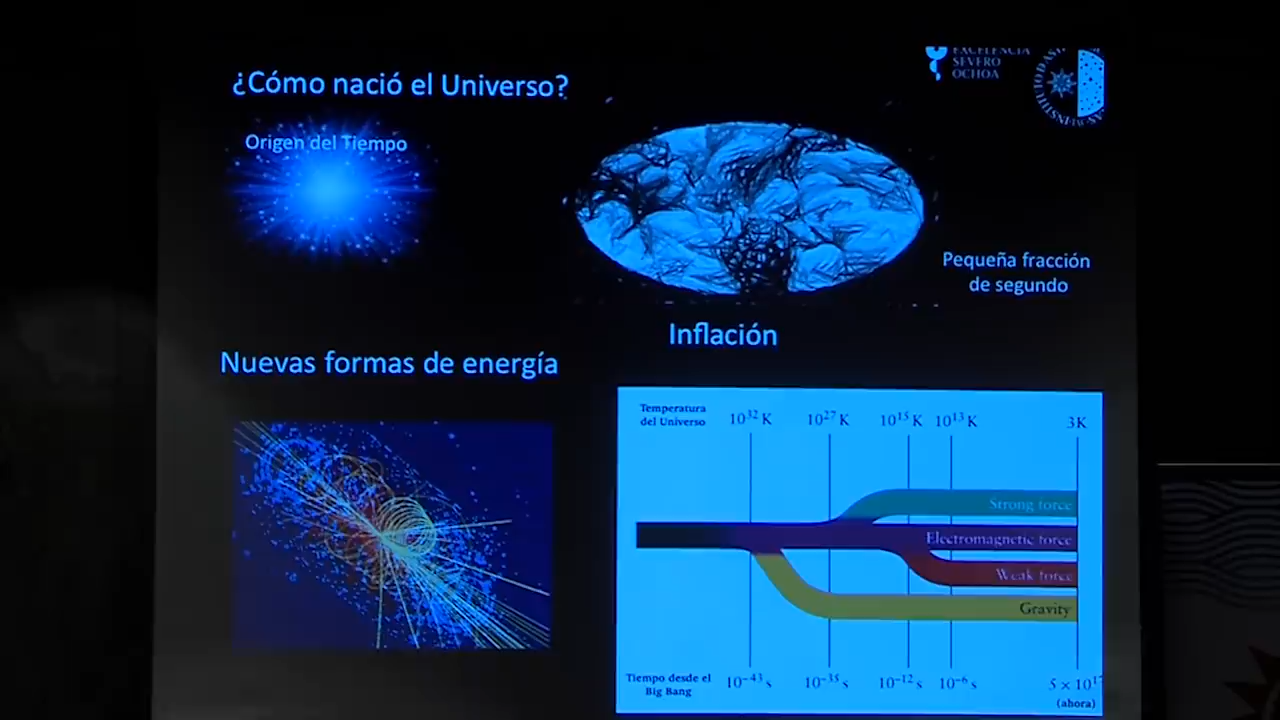 ¿Cómo nació el Universo?
EXCELENCIA
SEVERO
OCHOA
Origen del Tiempo
Pequeña fracción
de segundo
Inflación
Nuevas formas de energía
Temperatura
del Universo
10³² K
10²⁷ K
10¹⁵ K
10¹³ K
3K
Strong force
Electromagnetic force
Weak force
Gravity
Tiempo desde el
Big Bang
10⁻⁴³ s
10⁻³⁵ s
10⁻¹² s
10⁻⁶ s
5 × 10¹⁷
(ahora)